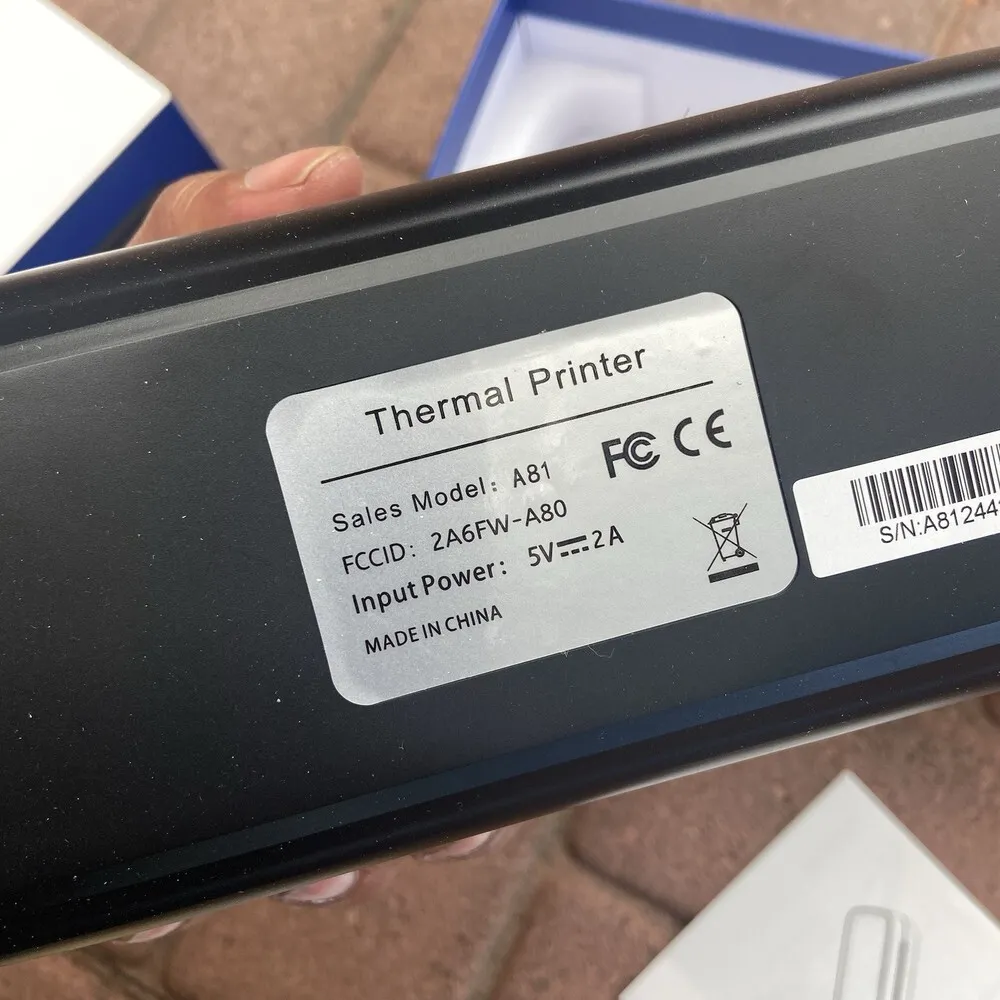 Thermal Printer
Sales Model: A81
FCCID: 2A6FW-A80
Input Power: 5V⎓2A
MADE IN CHINA
FC CE
S/N:A81244